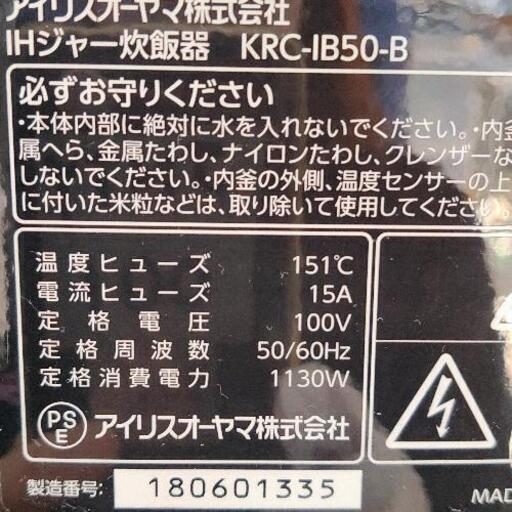 アイリスオーヤマ株式会社
IHジャー炊飯器 KRC-IB50-B
必ずお守りください
・本体内部に絶対に水を入れないでください。・内釜
属へら、金属たわし、ナイロンたわし、クレンザーな
しないでください。・内釜の外側、温度センサーの上
に付いた米粒などは、取り除いて使用してください。
温度ヒューズ 151℃
電流ヒューズ 15A
定格電圧 100V
定格周波数 50/60Hz
定格消費電力 1130W
PSE アイリスオーヤマ株式会社
製造番号: 180601335
MAD